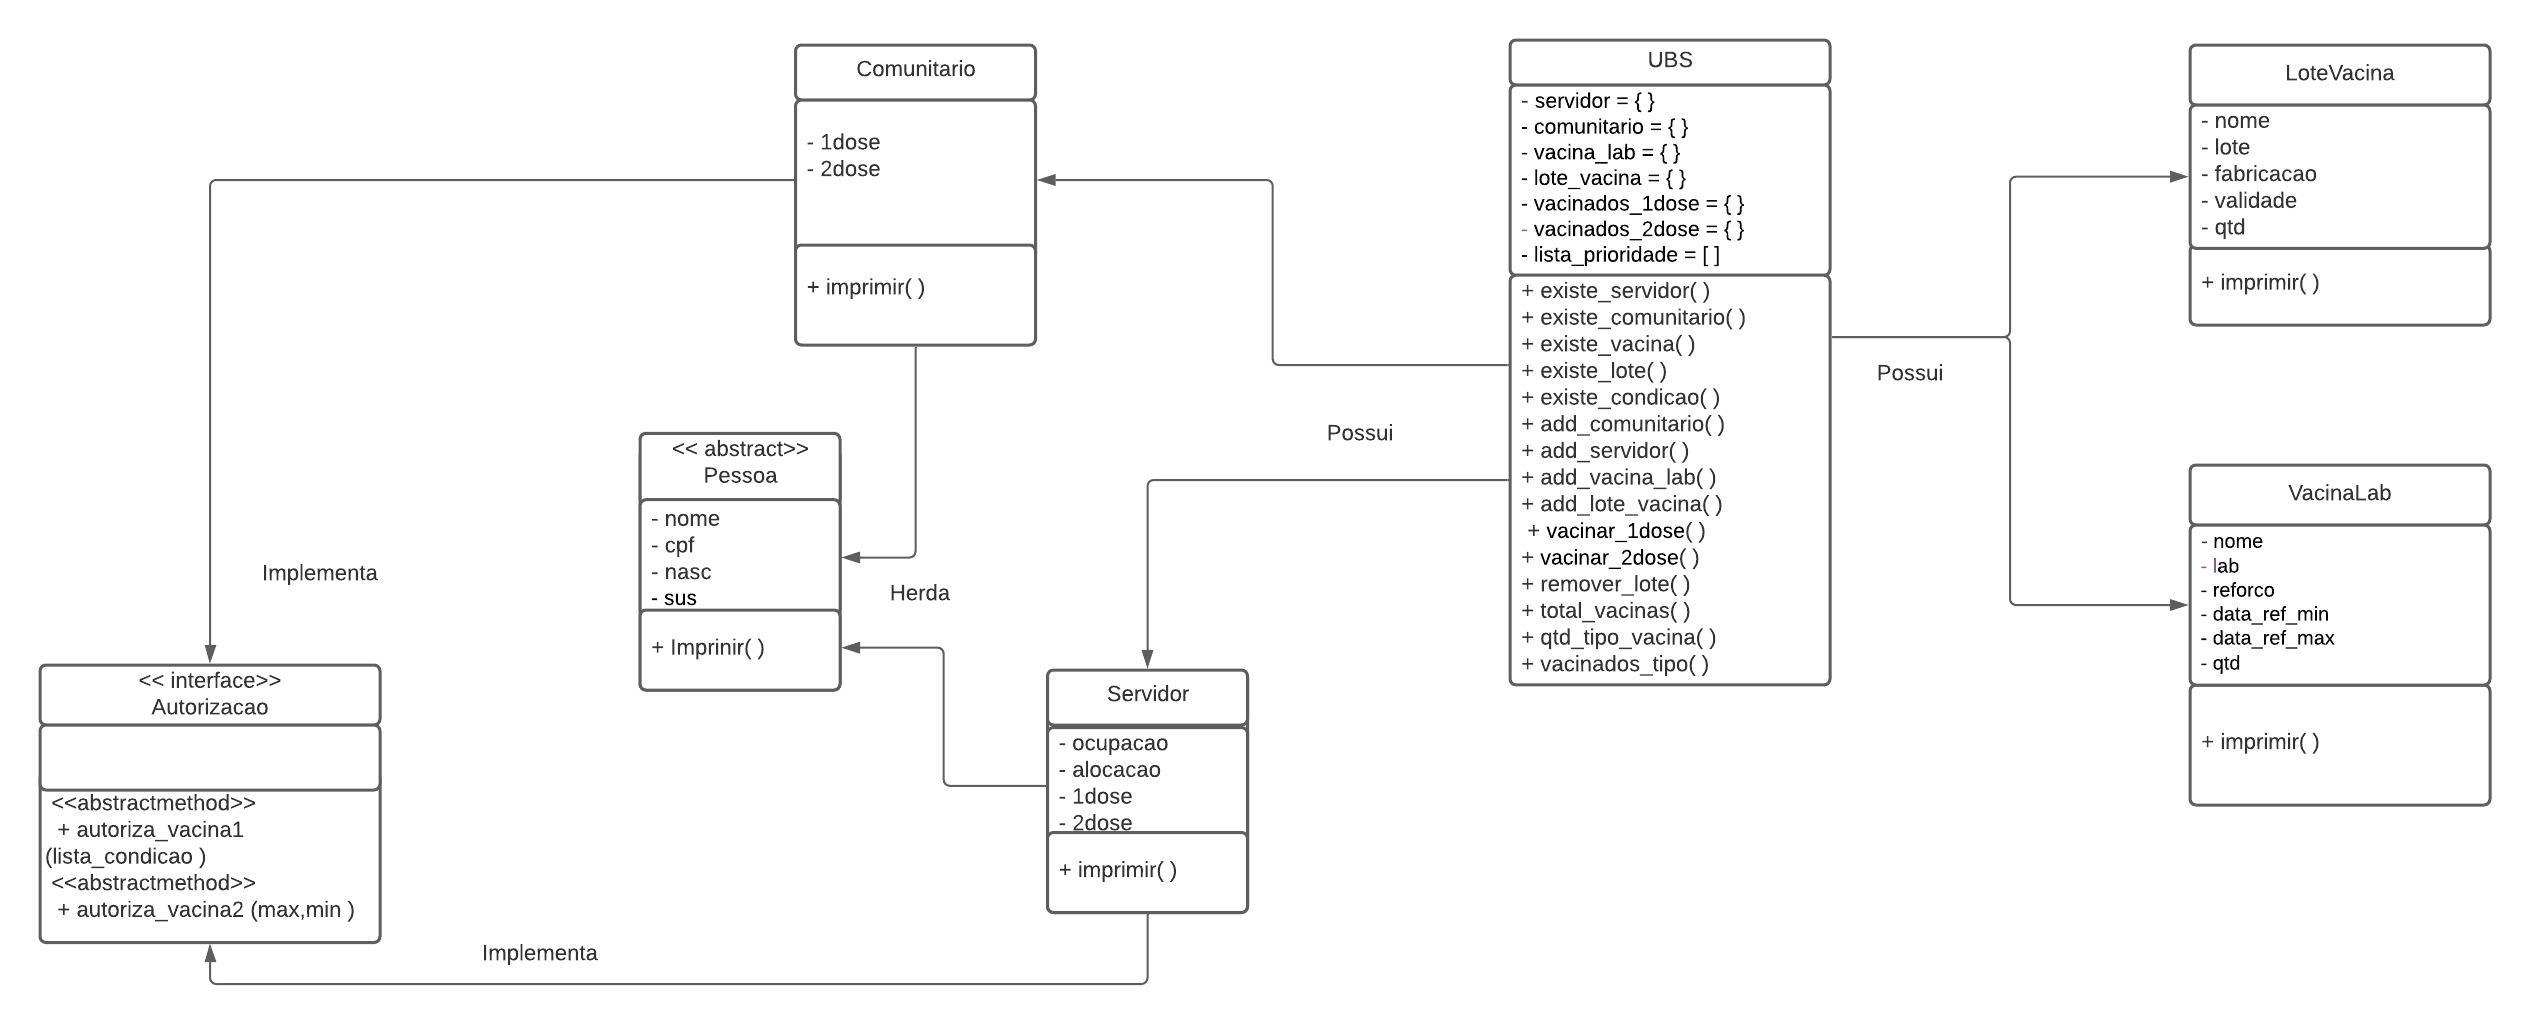 Comunitario
- 1dose
- 2dose
+ imprimir( )
UBS
- servidor = { }
- comunitario = { }
- vacina_lab = { }
- lote_vacina = { }
- vacinados_1dose = { }
- vacinados_2dose = { }
- lista_prioridade = [ ]
+ existe_servidor( )
+ existe_comunitario( )
+ existe_vacina( )
+ existe_lote( )
+ existe_condicao( )
+ add_comunitario( )
+ add_servidor( )
+ add_vacina_lab( )
+ add_lote_vacina( )
+ vacinar_1dose( )
+ vacinar_2dose( )
+ remover_lote( )
+ total_vacinas( )
+ qtd_tipo_vacina( )
+ vacinados_tipo( )
LoteVacina
- nome
- lote
- fabricacao
- validade
- qtd
+ imprimir( )
Possui
Possui
<< abstract>>
Pessoa
- nome
- cpf
- nasc
- sus
+ Imprinir( )
Herda
Implementa
VacinaLab
- nome
- lab
- reforco
- data_ref_min
- data_ref_max
- qtd
+ imprimir( )
<< interface>>
Autorizacao
<<abstractmethod>>
+ autoriza_vacina1
(lista_condicao )
<<abstractmethod>>
+ autoriza_vacina2 (max,min )
Servidor
- ocupacao
- alocacao
- 1dose
- 2dose
+ imprimir( )
Implementa